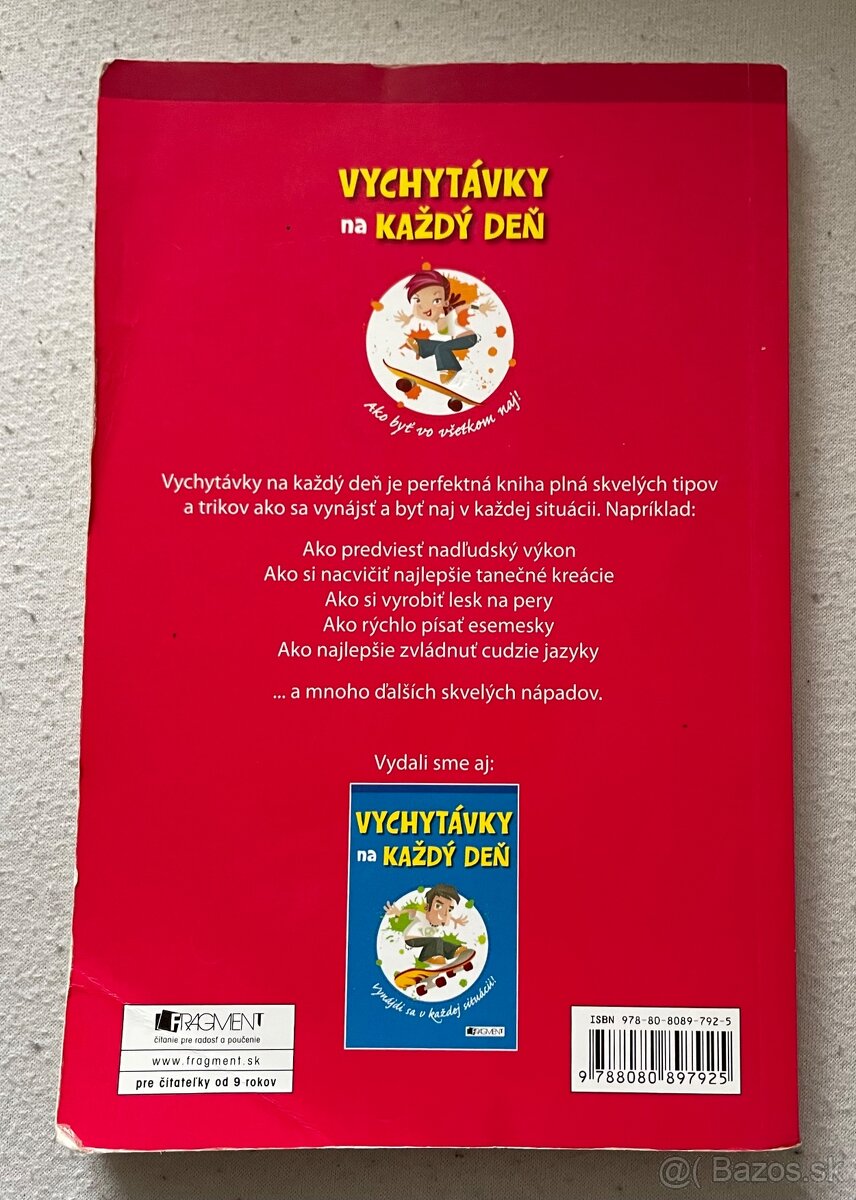 VYCHYTÁVKY
na KAŽDÝ DEŇ
Ako byť vo všetkom naj!
Vychytávky na každý deň je perfektná kniha plná skvelých tipov
a trikov ako sa vynájsť a byť naj v každej situácii. Napríklad:
Ako predviesť nadľudský výkon
Ako si nacvičiť najlepšie tanečné kreácie
Ako si vyrobiť lesk na pery
Ako rýchlo písať esemesky
Ako najlepšie zvládnuť cudzie jazyky
... a mnoho ďalších skvelých nápadov.
Vydali sme aj:
VYCHYTÁVKY
na KAŽDÝ DEŇ
Vynájdi sa v každej situácii!
FRAGMENT
FRAGMENT
čítanie pre radosť a poučenie
www.fragment.sk
pre čitateľky od 9 rokov
ISBN 978-80-8089-792-5
9 788080 897925
@( Bazos.sk